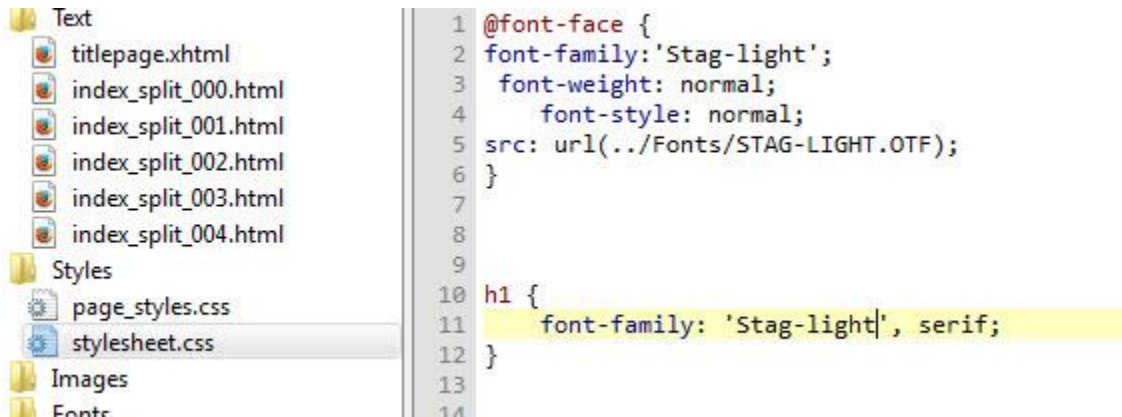 Text
titlepage.xhtml
index_split_000.html
index_split_001.html
index_split_002.html
index_split_003.html
index_split_004.html
Styles
page_styles.css
stylesheet.css
Images
Fonts
1 @font-face {
2 font-family:'Stag-light';
3  font-weight: normal;
4     font-style: normal;
5 src: url(../Fonts/STAG-LIGHT.OTF);
6 }
7
8
9
10 h1 {
11     font-family: 'Stag-light', serif;
12 }
13
14